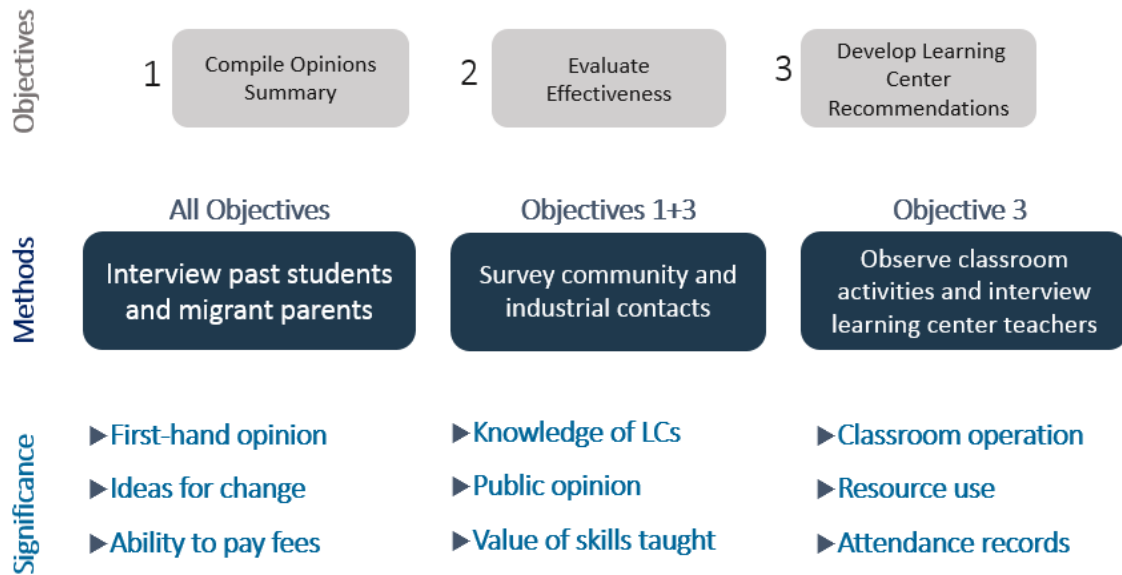 Objectives
1
Compile Opinions
Summary
2
Evaluate
Effectiveness
3
Develop Learning
Center
Recommendations
Methods
All Objectives
Interview past students
and migrant parents
Objectives 1+3
Survey community and
industrial contacts
Objective 3
Observe classroom
activities and interview
learning center teachers
Significance
First-hand opinion
Ideas for change
Ability to pay fees
Knowledge of LCs
Public opinion
Value of skills taught
Classroom operation
Resource use
Attendance records